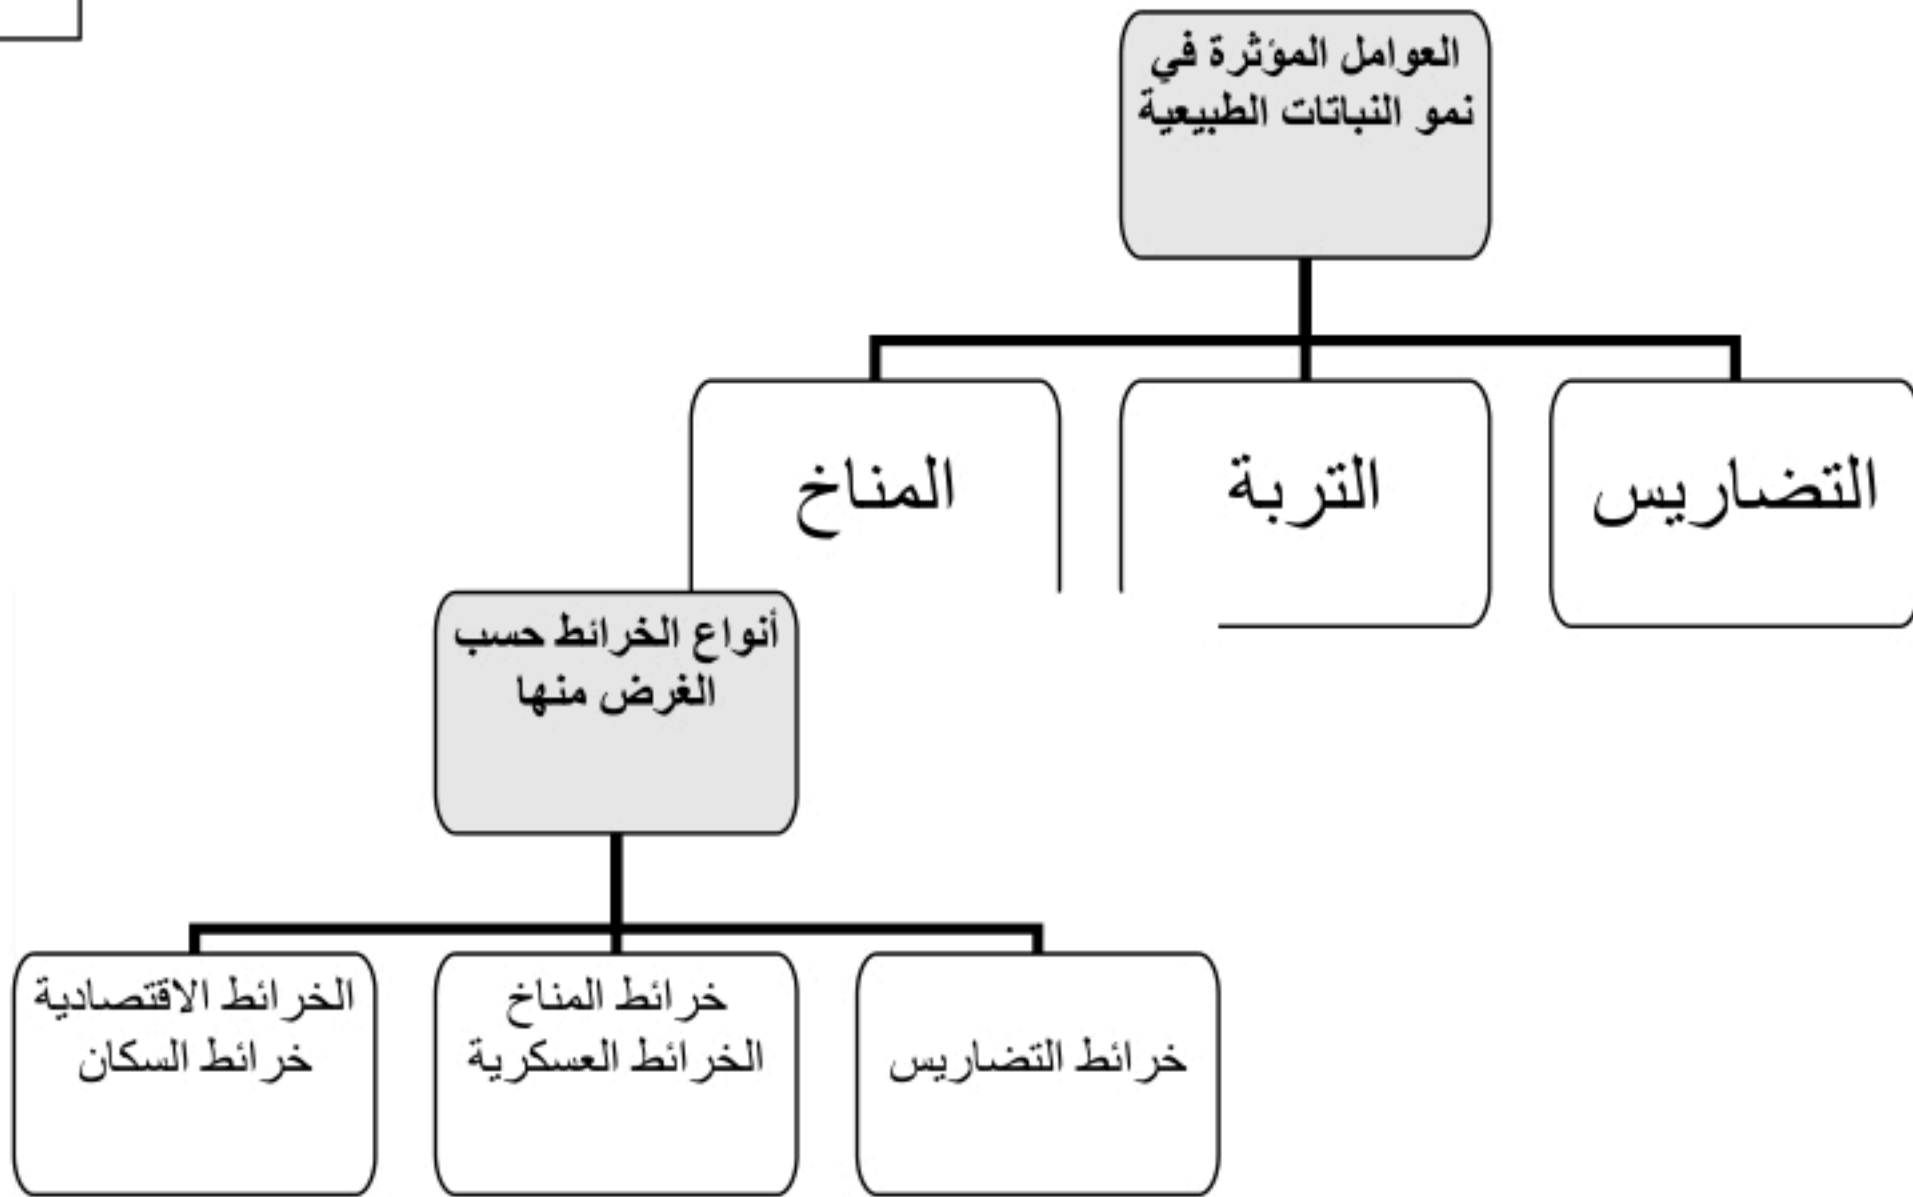 العوامل المؤثرة في
نمو النباتات الطبيعية
التضاريس
التربة
المناخ
أنواع الخرائط حسب
الغرض منها
خرائط التضاريس
خرائط المناخ
الخرائط العسكرية
الخرائط الاقتصادية
خرائط السكان